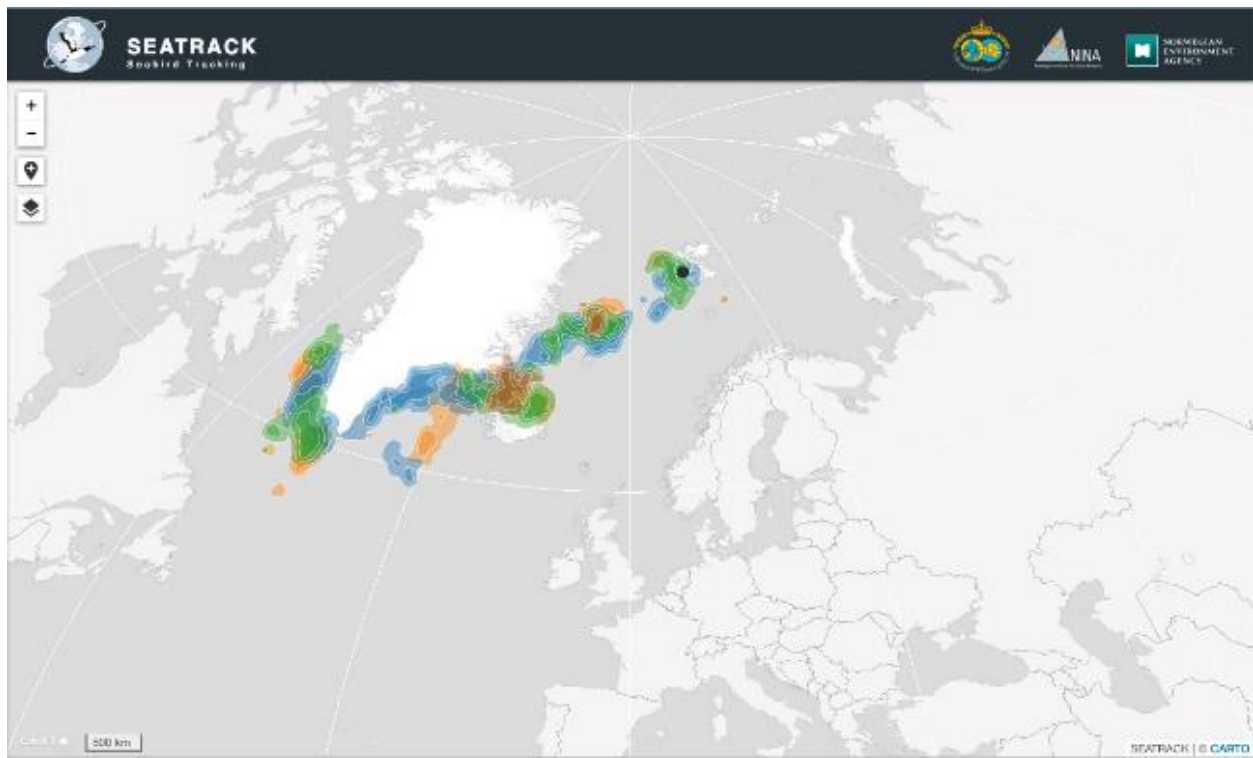 SEATRACK
Seabird Tracking
NINA
NORWEGIAN
ENVIRONMENT
AGENCY
+
−
500 km
SEATRACK | © CARTO